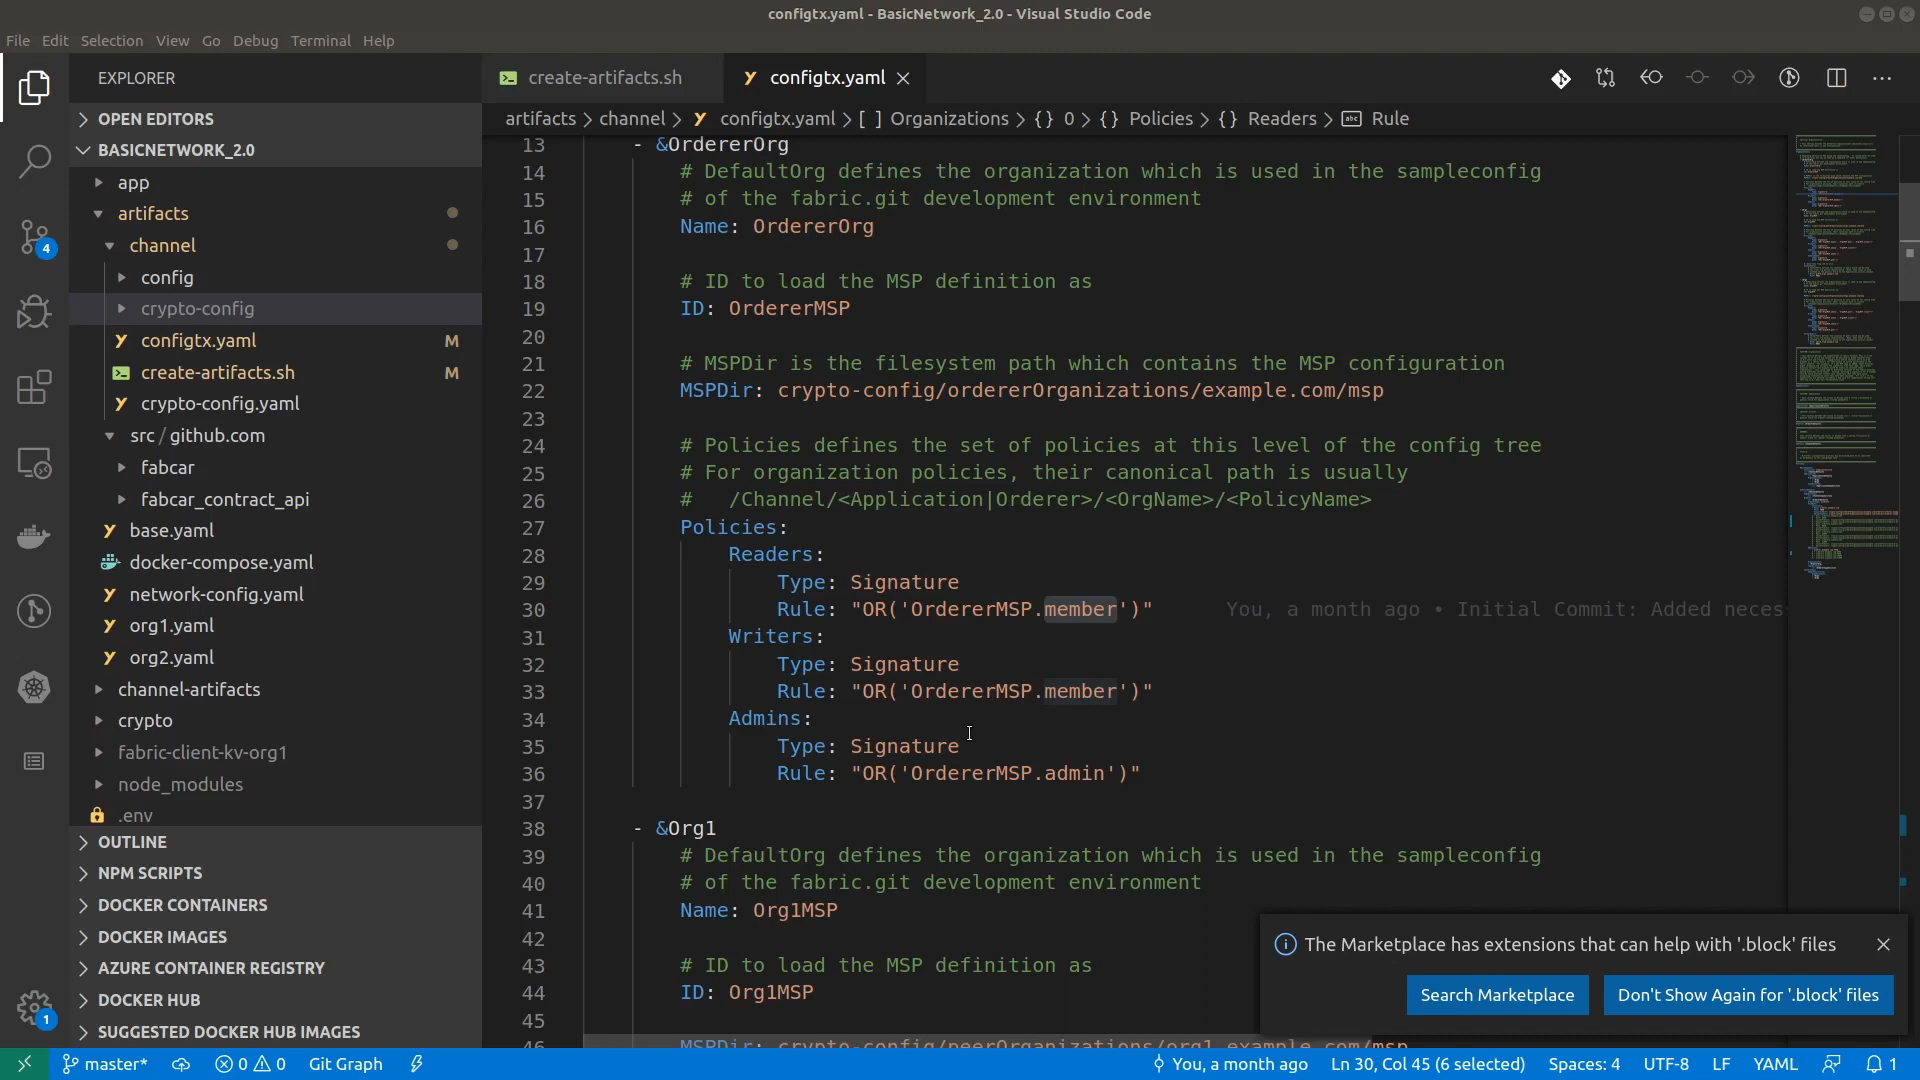 configtx.yaml - BasicNetwork_2.0 - Visual Studio Code
File Edit Selection View Go Debug Terminal Help
EXPLORER
OPEN EDITORS
BASICNETWORK_2.0
app
artifacts
channel
config
crypto-config
configtx.yaml M
create-artifacts.sh M
crypto-config.yaml
src / github.com
fabcar
fabcar_contract_api
base.yaml
docker-compose.yaml
network-config.yaml
org1.yaml
org2.yaml
channel-artifacts
crypto
fabric-client-kv-org1
node_modules
.env
OUTLINE
NPM SCRIPTS
DOCKER CONTAINERS
DOCKER IMAGES
AZURE CONTAINER REGISTRY
DOCKER HUB
SUGGESTED DOCKER HUB IMAGES
4
1
create-artifacts.sh configtx.yaml
artifacts > channel > configtx.yaml > [ ] Organizations > {} 0 > {} Policies > {} Readers > abc Rule
13 - &OrdererOrg
14 # DefaultOrg defines the organization which is used in the sampleconfig
15 # of the fabric.git development environment
16 Name: OrdererOrg
17
18 # ID to load the MSP definition as
19 ID: OrdererMSP
20
21 # MSPDir is the filesystem path which contains the MSP configuration
22 MSPDir: crypto-config/ordererOrganizations/example.com/msp
23
24 # Policies defines the set of policies at this level of the config tree
25 # For organization policies, their canonical path is usually
26 #   /Channel/<Application|Orderer>/<OrgName>/<PolicyName>
27 Policies:
28 Readers:
29 Type: Signature
30 Rule: "OR('OrdererMSP.member')" You, a month ago • Initial Commit: Added neces
31 Writers:
32 Type: Signature
33 Rule: "OR('OrdererMSP.member')"
34 Admins:
35 Type: Signature
36 Rule: "OR('OrdererMSP.admin')"
37
38 - &Org1
39 # DefaultOrg defines the organization which is used in the sampleconfig
40 # of the fabric.git development environment
41 Name: Org1MSP
42
43 # ID to load the MSP definition as
44 ID: Org1MSP
45
46 MSPDir: crypto-config/peerOrganizations/org1.example.com/msp
The Marketplace has extensions that can help with '.block' files
Search Marketplace Don't Show Again for '.block' files
master* 0 0 Git Graph You, a month ago Ln 30, Col 45 (6 selected) Spaces: 4 UTF-8 LF YAML 1